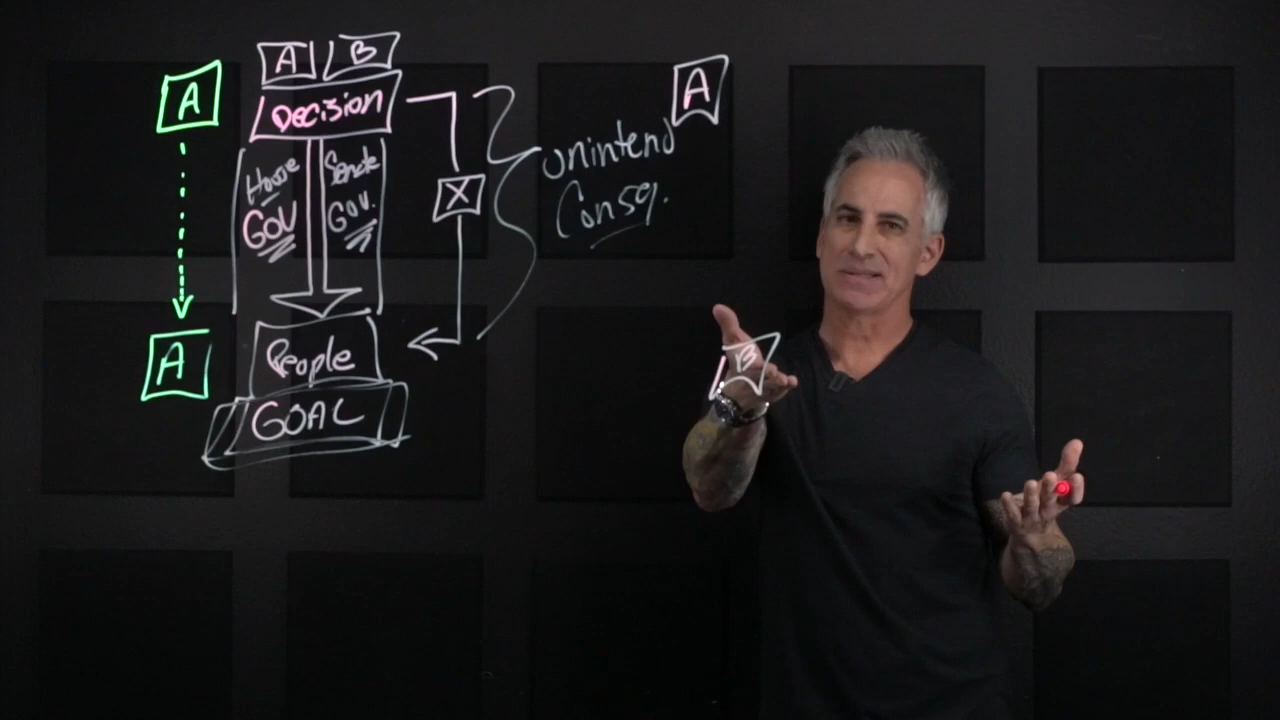 A B
A
Decision
House
GOV
Senate
GOV.
X
unintend
Consq.
A
People
A
GOAL
B